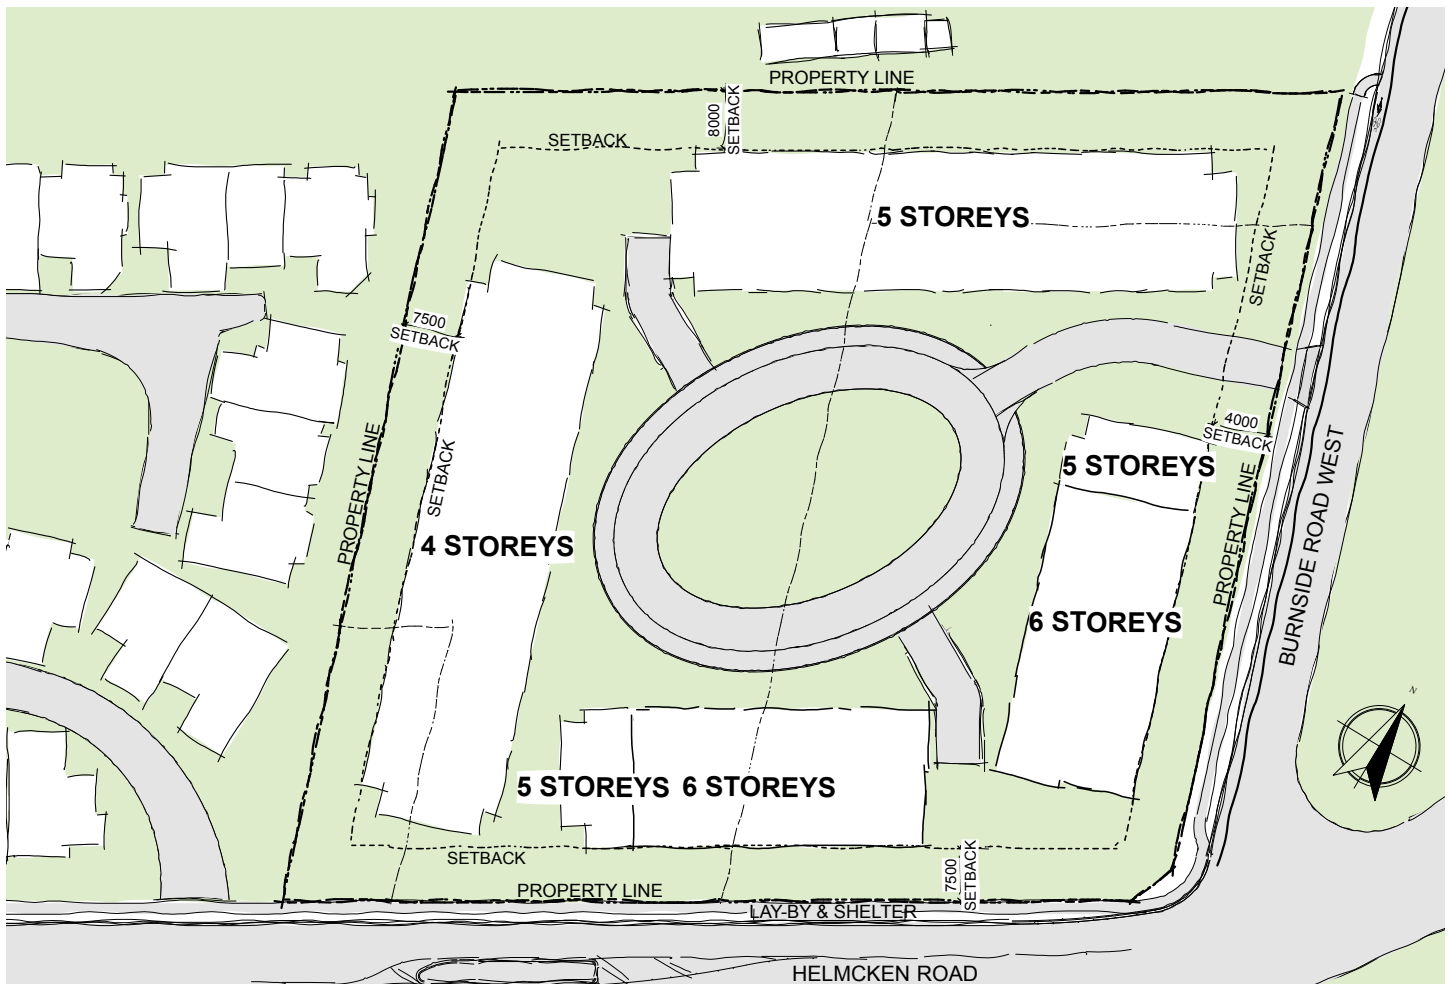 PROPERTY LINE
8000
SETBACK
SETBACK
5 STOREYS
SETBACK
7500
SETBACK
4000
SETBACK
PROPERTY LINE
SETBACK
5 STOREYS
PROPERTY LINE
BURNSIDE ROAD WEST
4 STOREYS
6 STOREYS
N
5 STOREYS 6 STOREYS
SETBACK
7500
SETBACK
PROPERTY LINE
LAY-BY & SHELTER
HELMCKEN ROAD